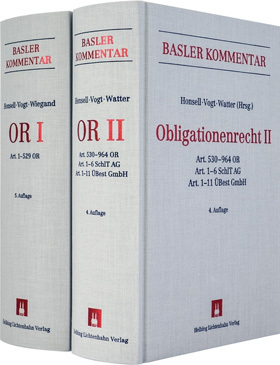 BASLER
KOMMENTAR
Honsell-Vogt-Wiegand
OR I
Art. 1–529 OR
5. Auflage
Helbing Lichtenhahn Verlag
BASLER
KOMMENTAR
Honsell-Vogt-Watter
OR II
Art. 530–964 OR
Art. 1–6 SchlT AG
Art. 1–11 ÜBest GmbH
4. Auflage
Helbing Lichtenhahn Verlag
BASLER KOMMENTAR
Honsell-Vogt-Watter (Hrsg.)
Obligationenrecht II
Art. 530–964 OR
Art. 1–6 SchlT AG
Art. 1–11 ÜBest GmbH
4. Auflage
Helbing Lichtenhahn Verlag